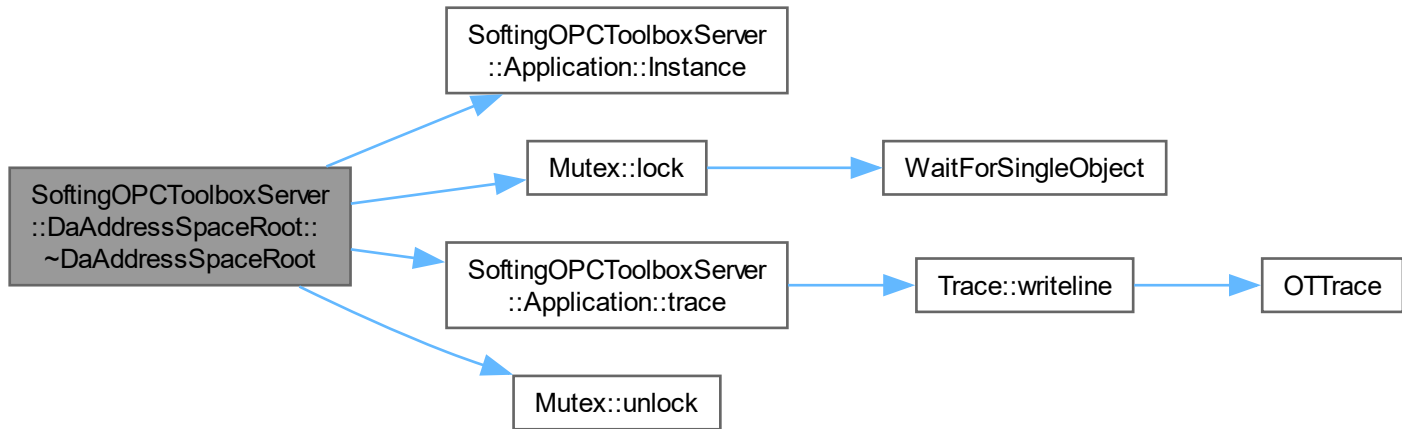 SoftingOPCToolboxServer
::DaAddressSpaceRoot::
~DaAddressSpaceRoot
SoftingOPCToolboxServer
::Application::Instance
Mutex::lock
WaitForSingleObject
SoftingOPCToolboxServer
::Application::trace
Trace::writeline
OTTrace
Mutex::unlock